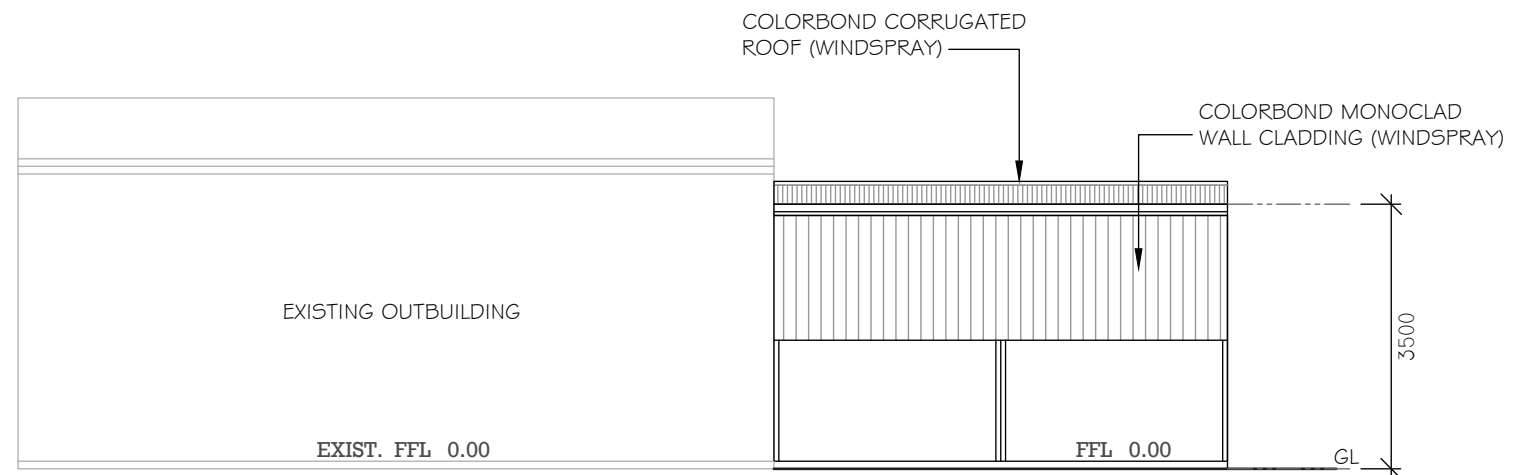 COLORBOND CORRUGATED
ROOF (WINDSPRAY)
COLORBOND MONOCLAD
WALL CLADDING (WINDSPRAY)
EXISTING OUTBUILDING
3500
EXIST. FFL 0.00
FFL 0.00
GL